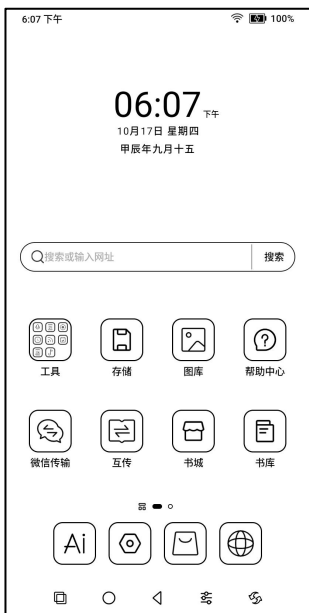 6:07 下午 100%
06:07 下午
10月17日 星期四
甲辰年九月十五
搜索或输入网址 搜索
工具 存储 图库 帮助中心
微信传输 互传 书城 书库
Ai